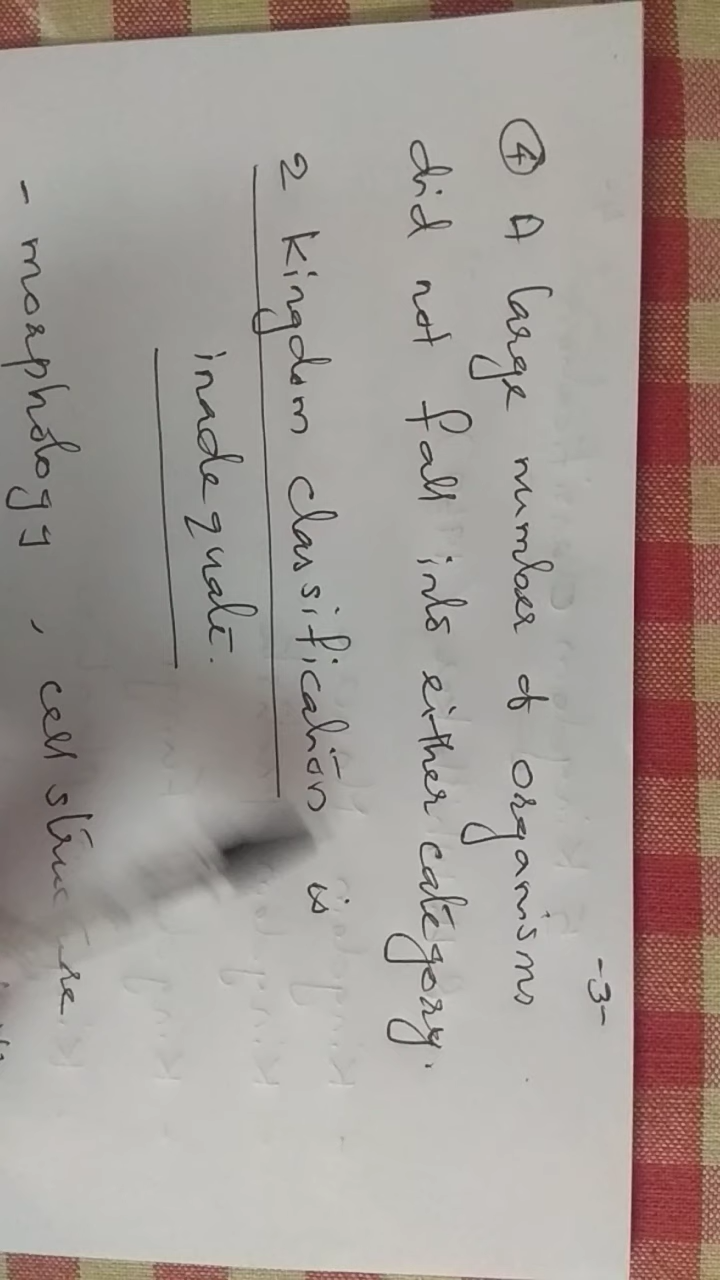 -3-
④ A large number of organisms
did not fall into either category.
2 Kingdom classification is
inadequate.
- morphology, cell structure